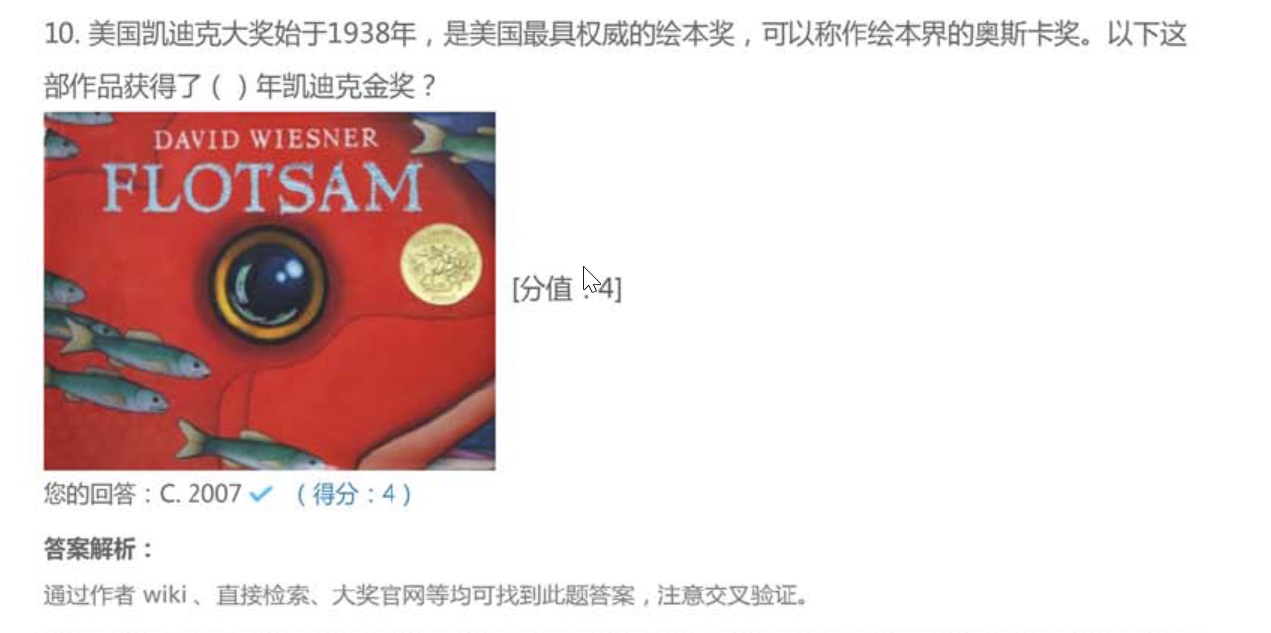 10. 美国凯迪克大奖始于1938年，是美国最具权威的绘本奖，可以称作绘本界的奥斯卡奖。以下这
部作品获得了（ ）年凯迪克金奖？
DAVID WIESNER
FLOTSAM
[分值：4]
您的回答：C. 2007 （得分：4）
答案解析：
通过作者 wiki 、直接检索、大奖官网等均可找到此题答案，注意交叉验证。